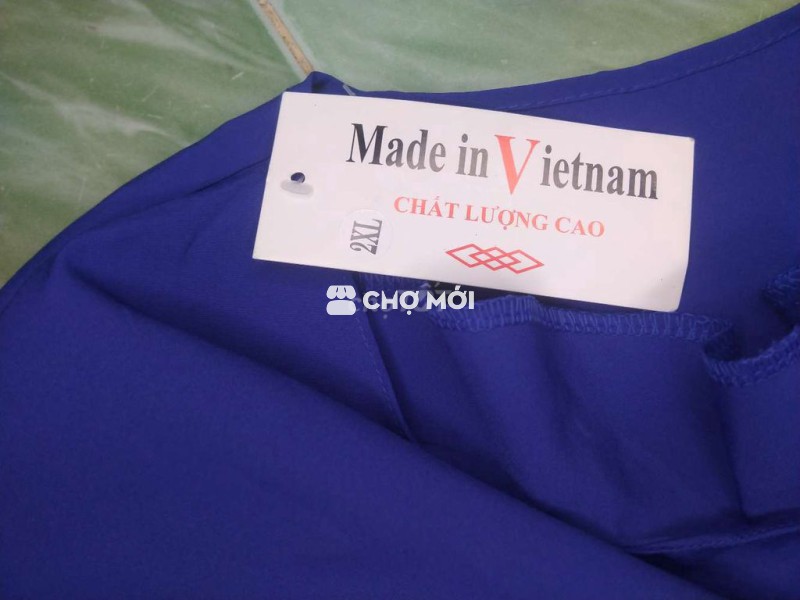 Made in Vietnam
CHẤT LƯỢNG CAO
2XL
CHỢ MỚI